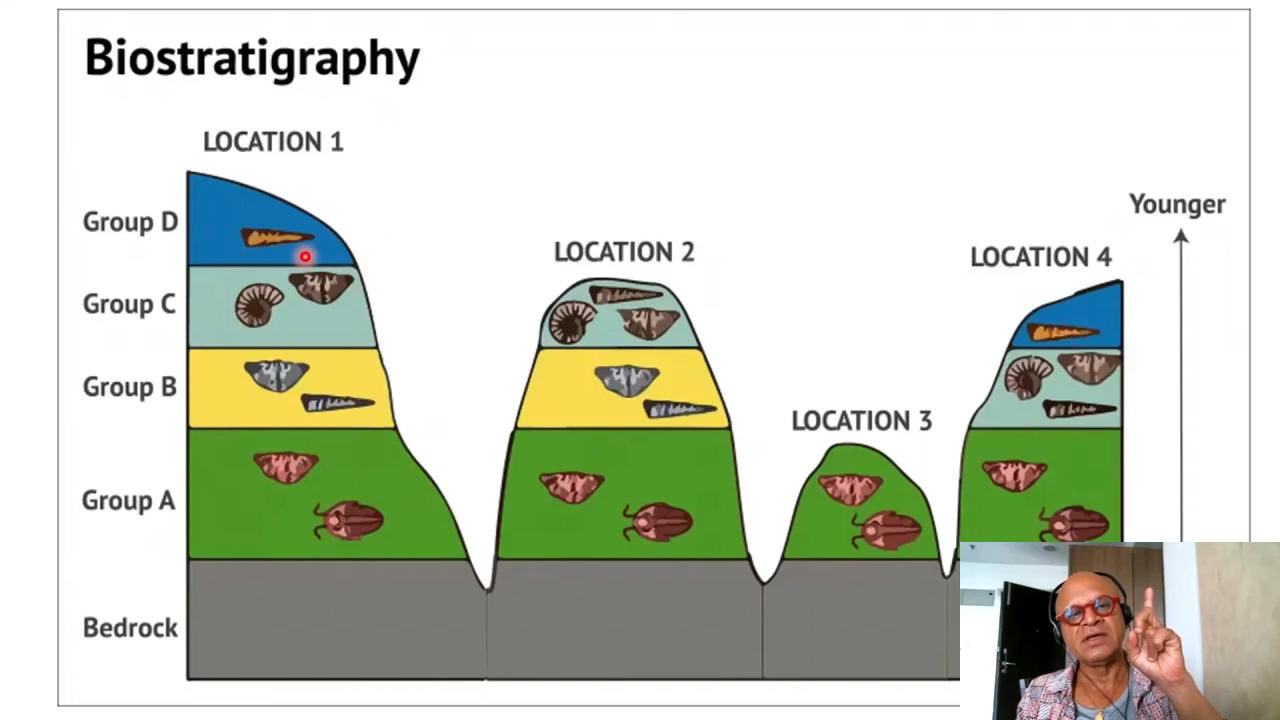 Biostratigraphy
LOCATION 1
Younger
Group D
LOCATION 2
LOCATION 4
Group C
Group B
LOCATION 3
Group A
Bedrock